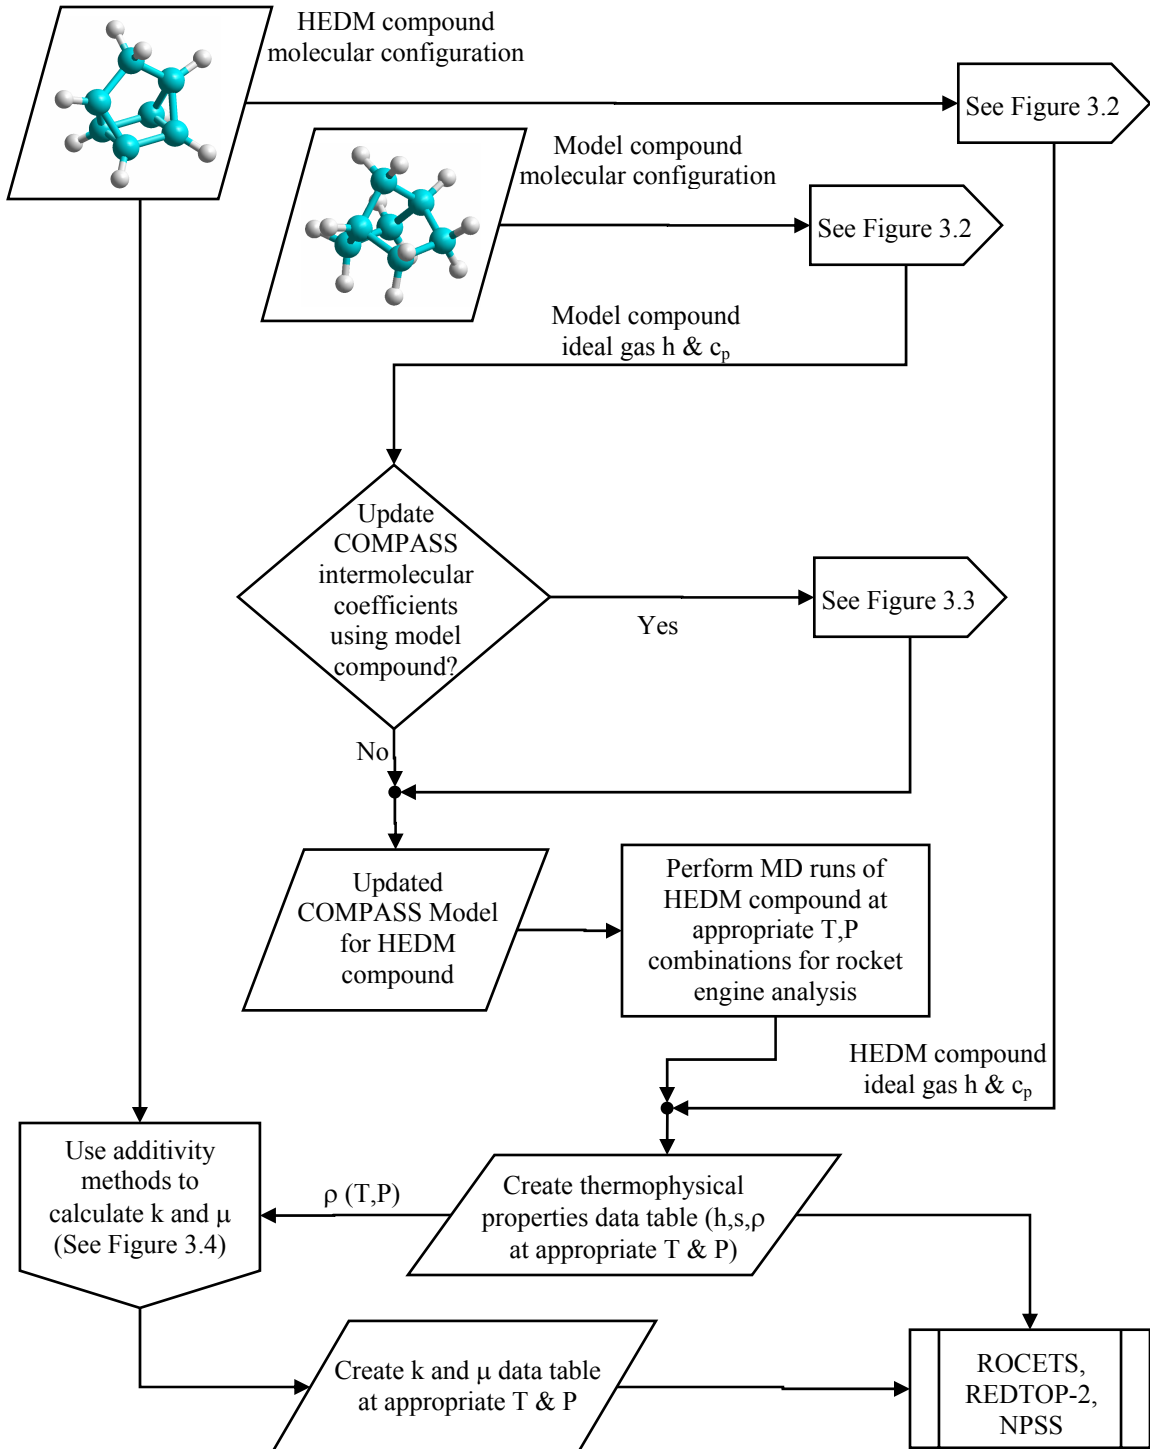 HEDM compound
molecular configuration
See Figure 3.2
Model compound
molecular configuration
See Figure 3.2
Model compound
ideal gas h & cp
Update
COMPASS
intermolecular
coefficients
using model
compound?
Yes
See Figure 3.3
No
Updated
COMPASS Model
for HEDM
compound
Perform MD runs of
HEDM compound at
appropriate T,P
combinations for rocket
engine analysis
HEDM compound
ideal gas h & cp
Use additivity
methods to
calculate k and μ
(See Figure 3.4)
ρ (T,P)
Create thermophysical
properties data table (h,s,ρ
at appropriate T & P)
Create k and μ data table
at appropriate T & P
ROCETS,
REDTOP-2,
NPSS